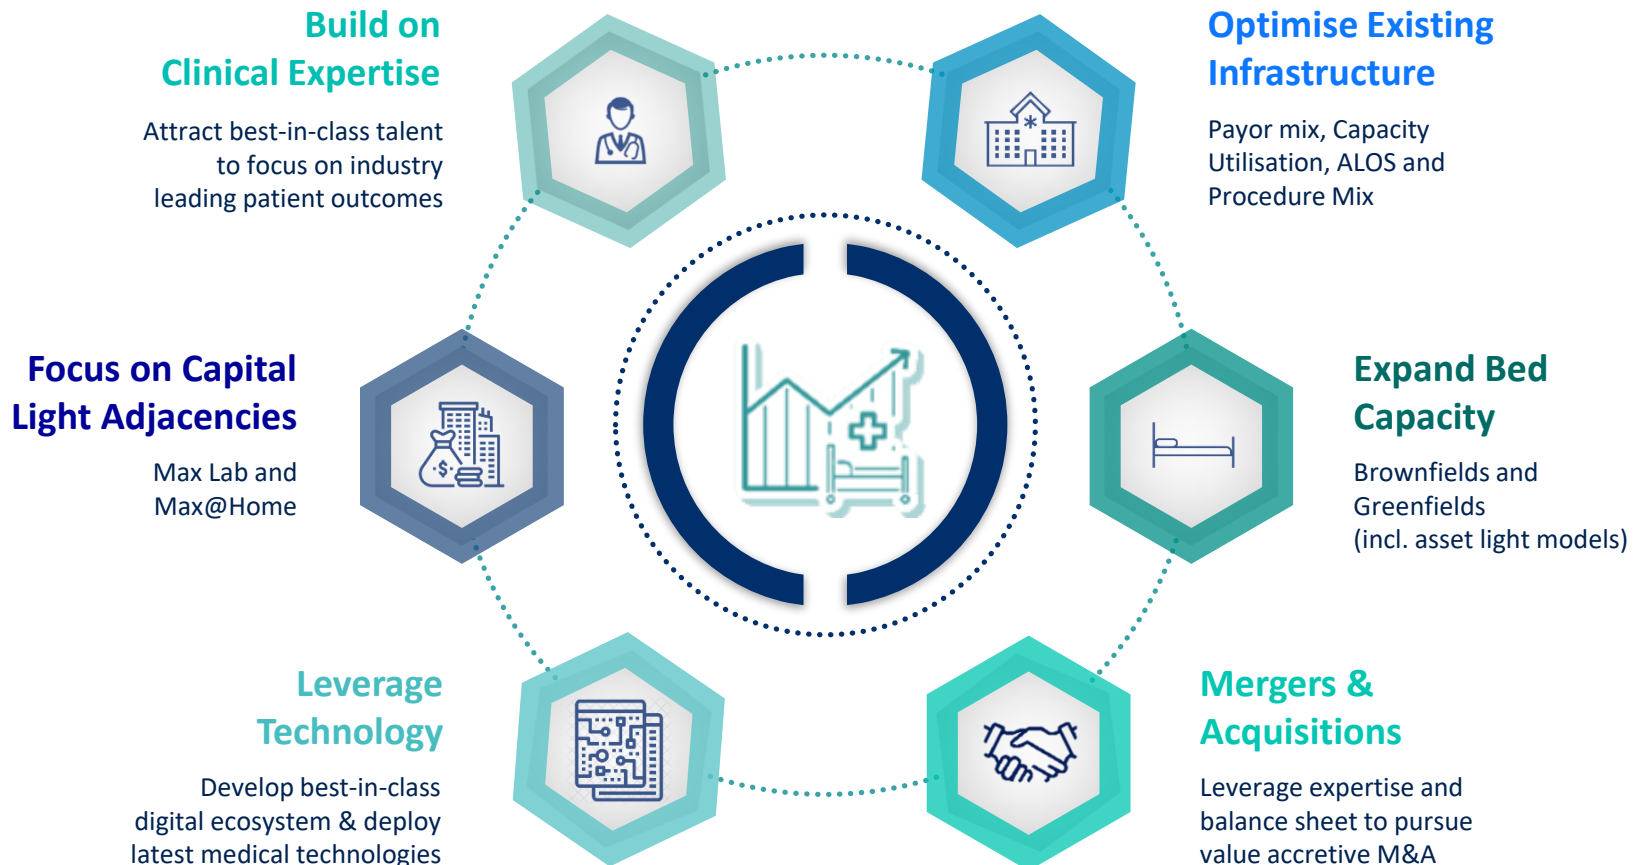 Build on
Clinical Expertise
Attract best-in-class talent
to focus on industry
leading patient outcomes
Optimise Existing
Infrastructure
Payor mix, Capacity
Utilisation, ALOS and
Procedure Mix
Focus on Capital
Light Adjacencies
Max Lab and
Max@Home
$
Expand Bed
Capacity
Brownfields and
Greenfields
(incl. asset light models)
Leverage
Technology
Develop best-in-class
digital ecosystem & deploy
latest medical technologies
Mergers &
Acquisitions
Leverage expertise and
balance sheet to pursue
value accretive M&A